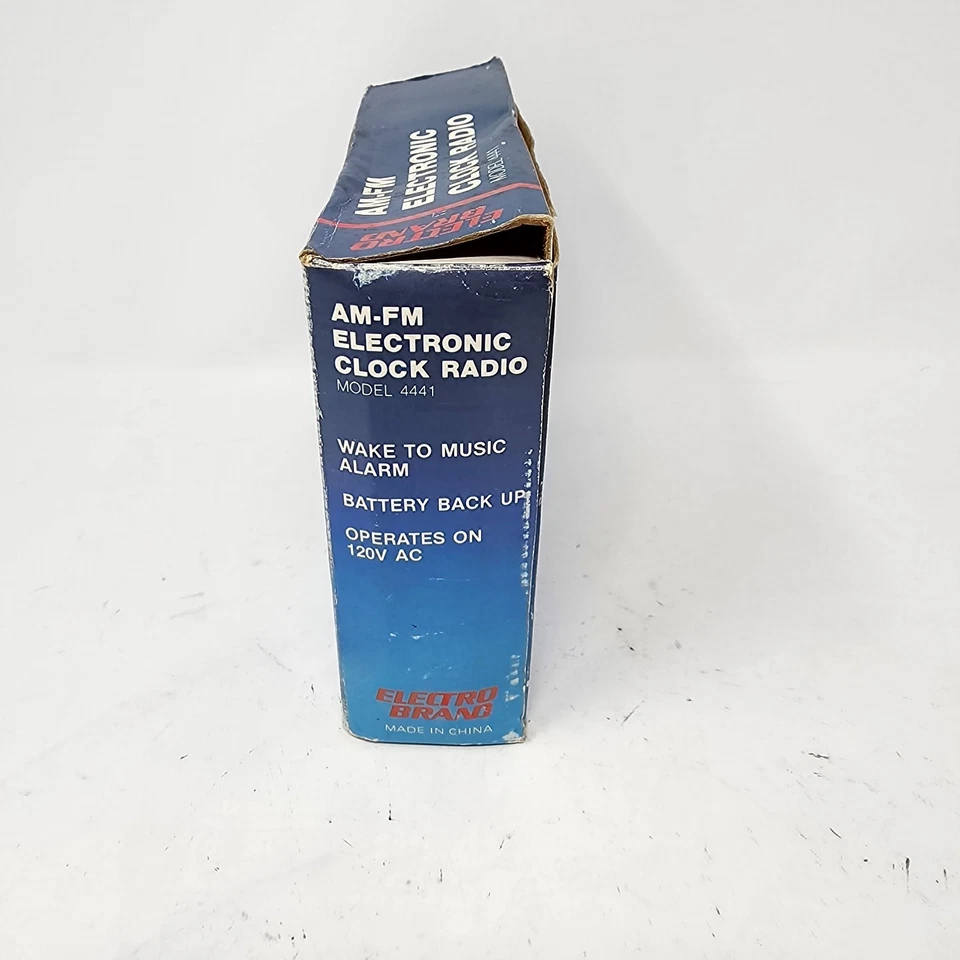 AM-FM
ELECTRONIC
CLOCK RADIO
MODEL 4441
ELECTRO
BRAND
AM-FM
ELECTRONIC
CLOCK RADIO
MODEL 4441
WAKE TO MUSIC
ALARM
BATTERY BACK UP
OPERATES ON
120V AC
ELECTRO
BRAND
MADE IN CHINA